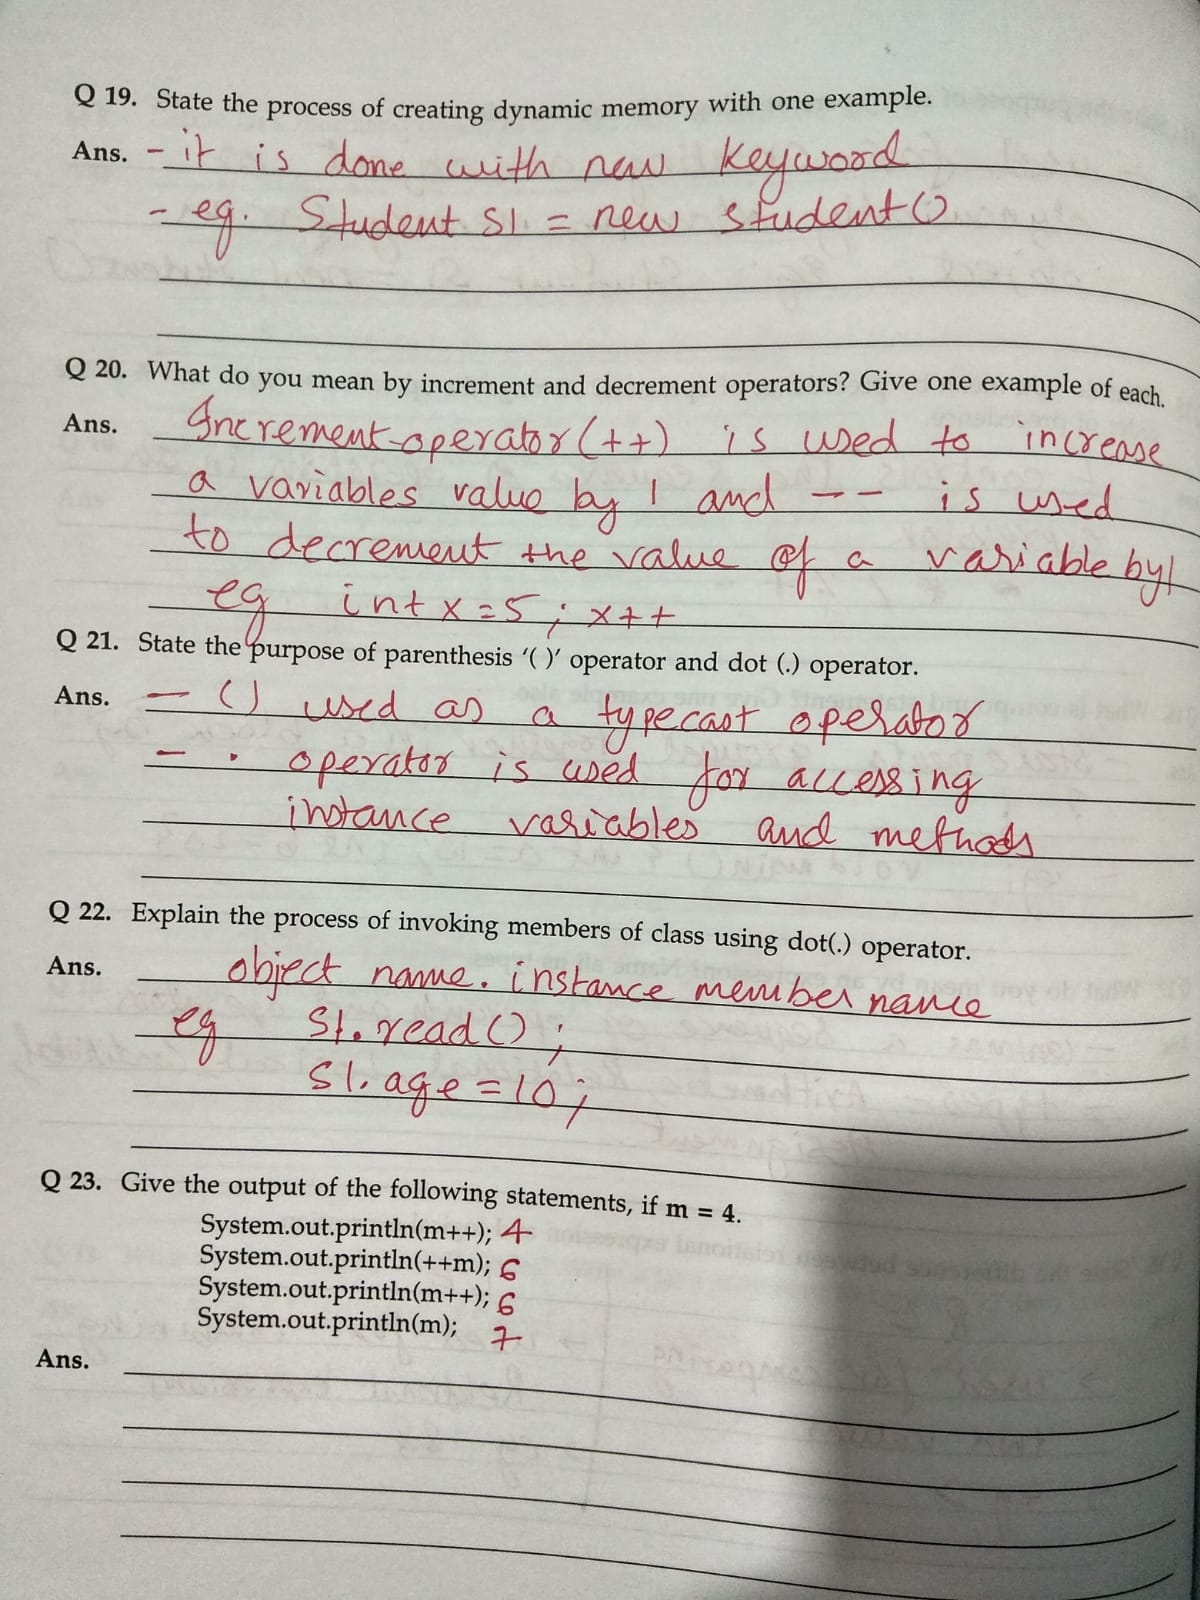 Q 19. State the process of creating dynamic memory with one example.
Ans. - it is done with new keyword
- eg. Student S1 = new student()
Q 20. What do you mean by increment and decrement operators? Give one example of each.
Ans. Increment operator (++) is used to increase
a variables value by 1 and -- is used
to decrement the value of a variable by 1
eg int x = 5 ; x++
Q 21. State the purpose of parenthesis '( )' operator and dot (.) operator.
Ans. - () used as a typecast operator
- . operator is used for accessing
instance variables and methods
Q 22. Explain the process of invoking members of class using dot(.) operator.
Ans. object name. instance member name
eg S1. read() ;
S1. age = 10 ;
Q 23. Give the output of the following statements, if m = 4.
System.out.println(m++); 4
System.out.println(++m); 6
System.out.println(m++); 6
System.out.println(m); 7
Ans.